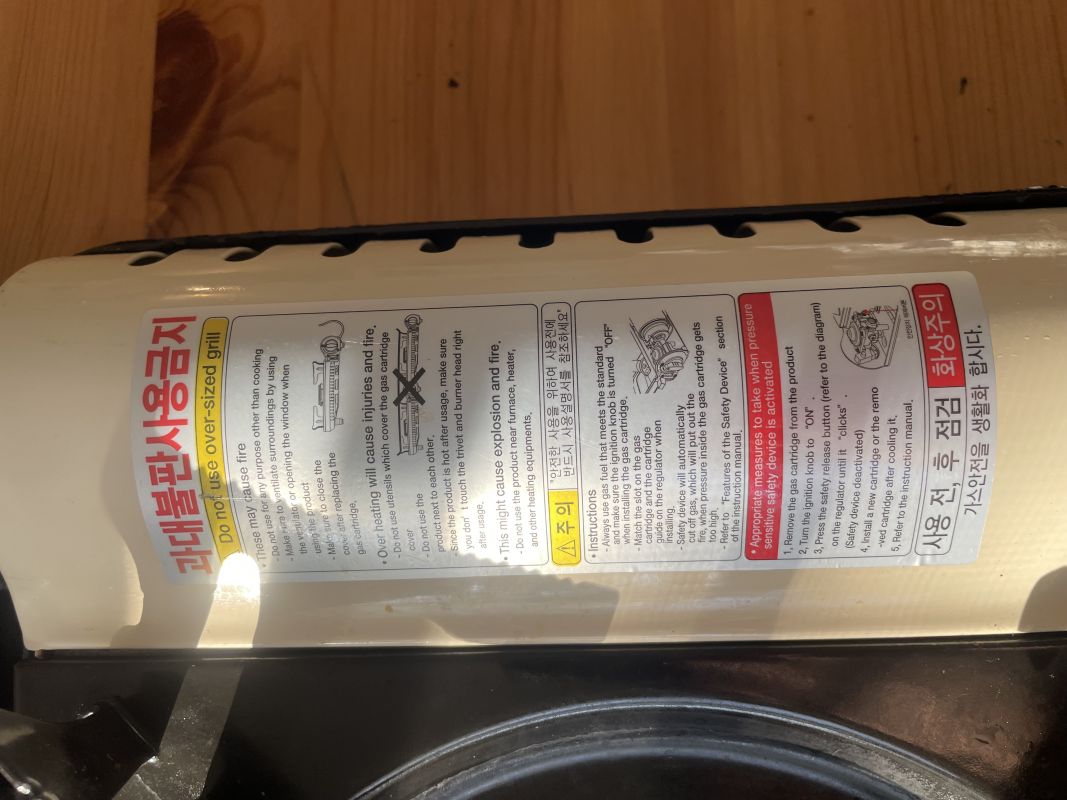 과대불판사용금지
Do not use over-sized grill
• These may cause fire
- Do not use for any purpose other than cooking
- Make sure to ventilate surroundings by using
the ventilator or opening the window when
using the product
- Make sure to close the
cover after replacing the
gas cartridge.
• Over heating will cause injuries and fire.
- Do not use utensils which cover the gas cartridge
cover
- Do not use the
product next to each other.
- Since the product is hot after usage, make sure
you don't touch the trivet and burner head right
after usage.
• This might cause explosion and fire.
- Do not use the product near furnace, heater,
and other heating equipments.
주의
"안전한 사용을 위하여 사용전에
반드시 사용설명서를 참조하세요"
• Instructions
- Always use gas fuel that meets the standard
and make sure the ignition knob is turned "OFF"
when installing the gas cartridge.
- Match the slot on the gas
cartridge and the cartridge
guide on the regulator when
installing.
- Safety device will automatically
cut off gas, which will put out the
fire, when pressure inside the gas cartridge gets
too high.
- Refer to "Features of the Safety Device" section
of the instruction manual.
• Appropriate measures to take when pressure
sensitive safety device is activated
1, Remove the gas cartridge from the product
2, Turn the ignition knob to "ON" .
3, Press the safety release button (refer to the diagram)
on the regulator until it "clicks" .
(Safety device deactivated)
4, Install a new cartridge or the remo
-ved cartridge after cooling it.
5, Refer to the instruction manual.
사용 전, 후 점검 화상주의
가스안전을 생활화 합시다.